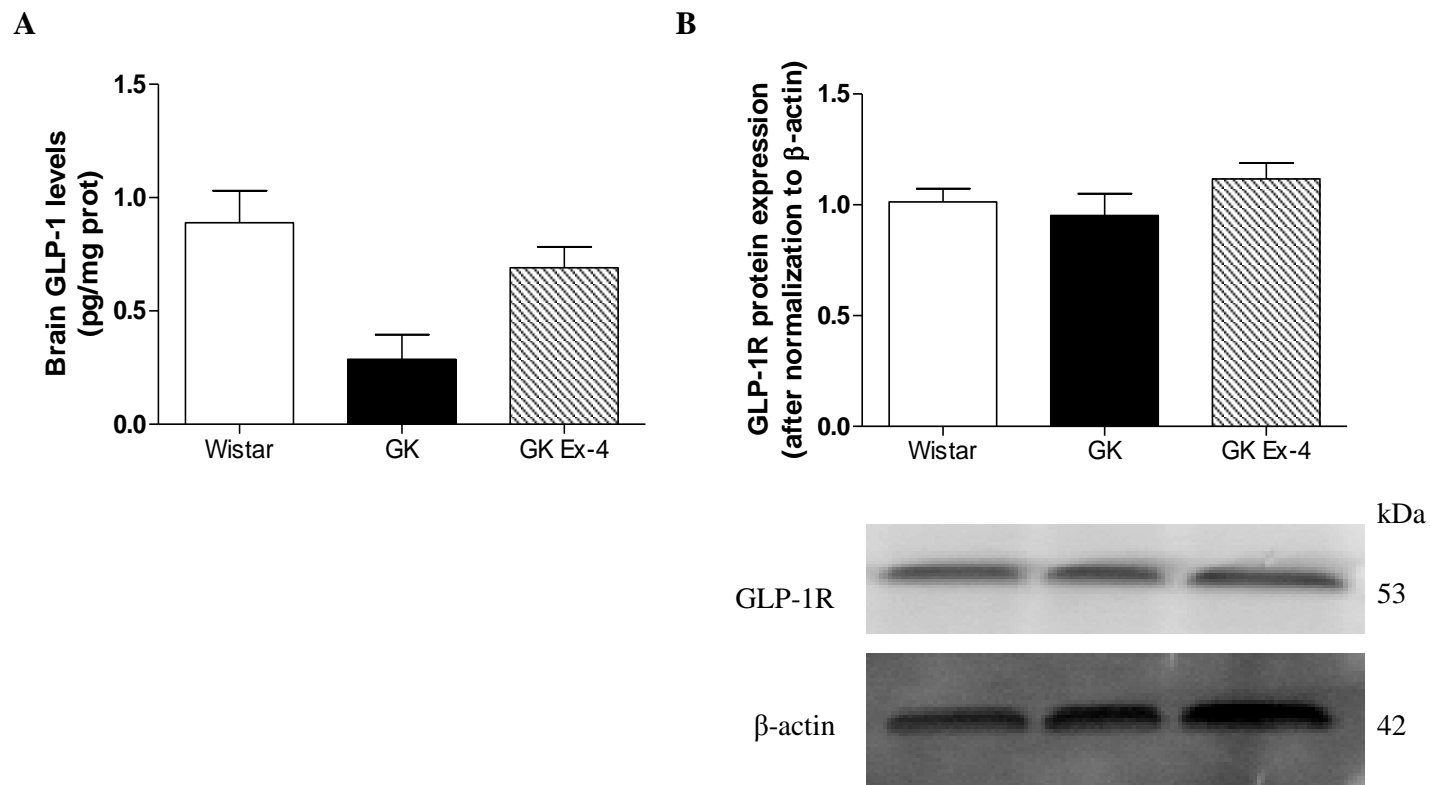 A
Brain GLP-1 levels
(pg/mg prot)
1.5
1.0
0.5
0.0
Wistar GK GK Ex-4
B
GLP-1R protein expression
(after normalization to β-actin)
1.5
1.0
0.5
0.0
Wistar GK GK Ex-4
kDa
GLP-1R 53
β-actin 42